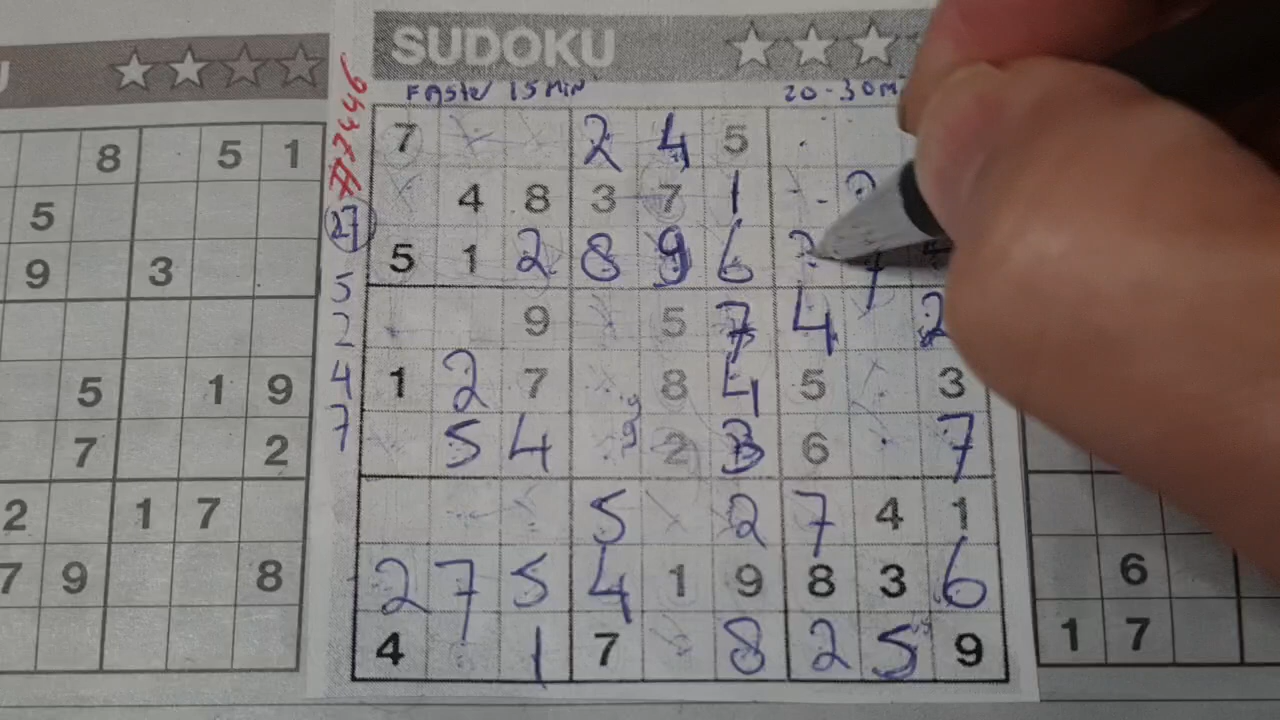 SUDOKU
FASter 15 MIN
20-30M
7 2 4 5
4 8 3 7 1
5 1 2 8 9 6
9 5 7 4 2
1 2 7 8 4 5 3
5 4 2 3 6 7
5 2 7 4 1
2 7 5 4 1 9 8 3 6
4 1 7 8 2 5 9
27
5
2
4
7
8 5 1
5
9 3
5 1 9
7 2
2 1 7
7 9 8
6
1 7